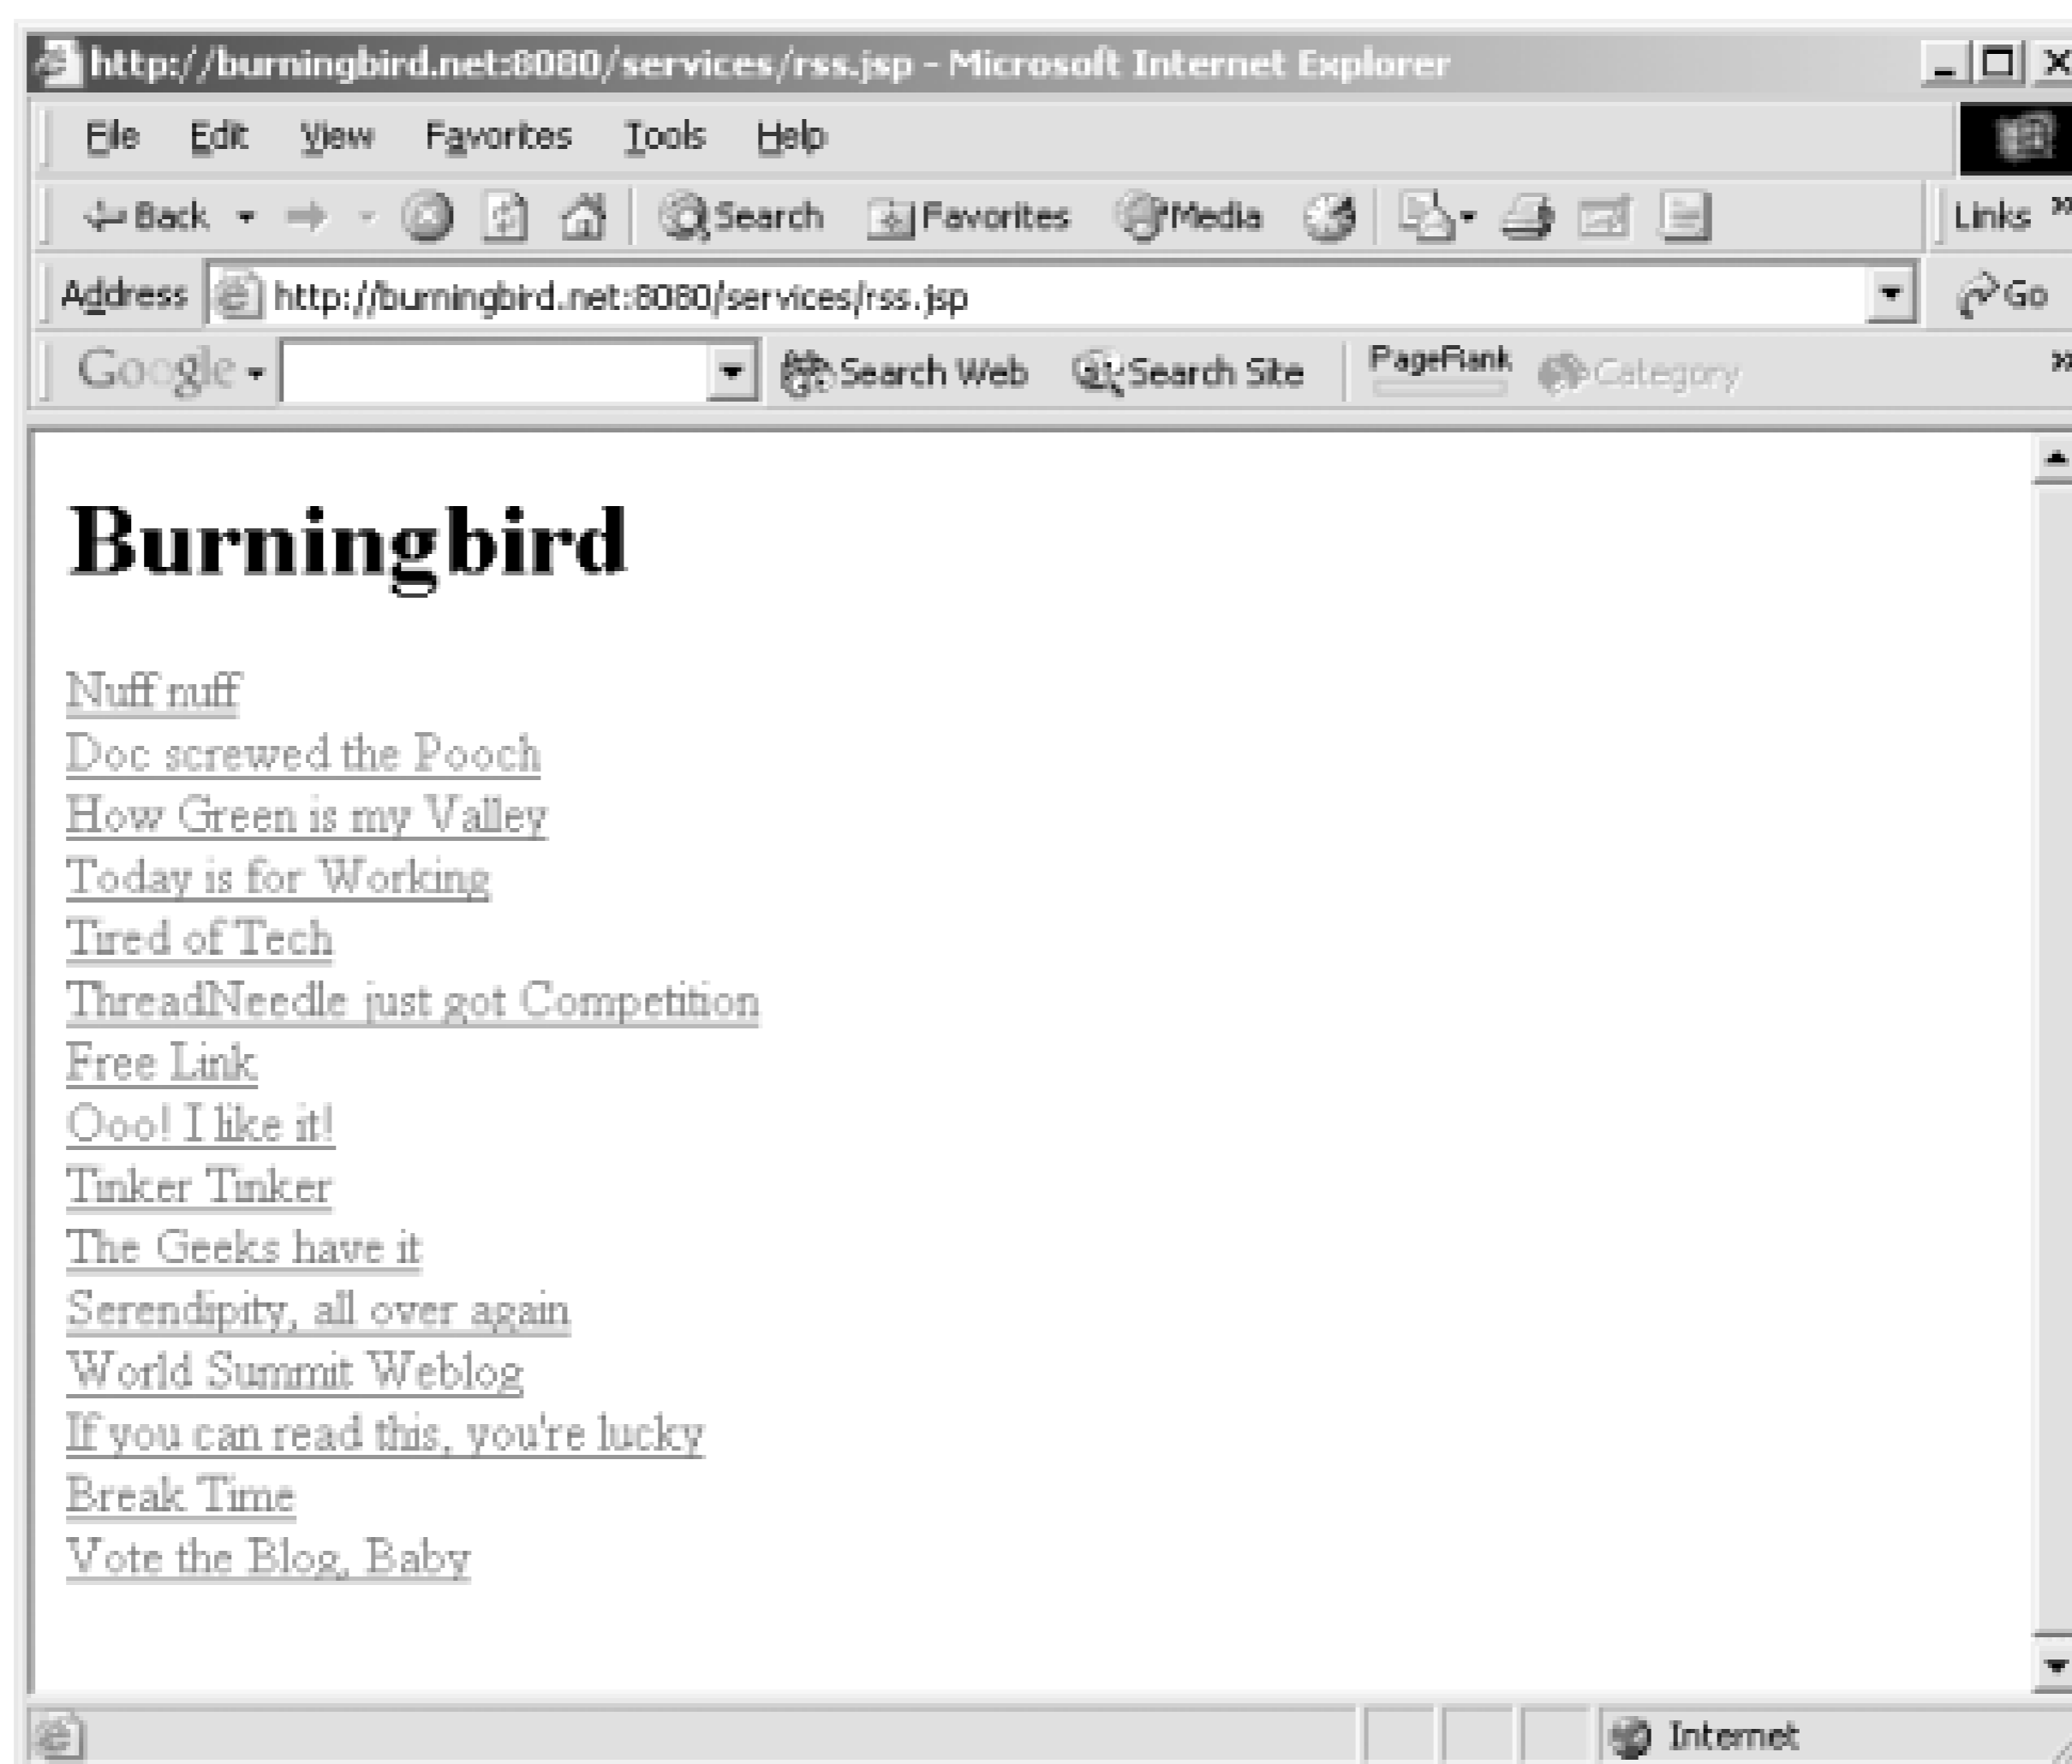 http://burningbird.net:8080/services/rss.jsp - Microsoft Internet Explorer
File Edit View Favorites Tools Help
Back Search Favorites Media Links »
Address http://burningbird.net:8080/services/rss.jsp Go
Google Search Web Search Site PageRank Category »
Burningbird
Nuff nuff
Doc screwed the Pooch
How Green is my Valley
Today is for Working
Tired of Tech
ThreadNeedle just got Competition
Free Link
Ooo! I like it!
Tinker Tinker
The Geeks have it
Serendipity, all over again
World Summit Weblog
If you can read this, you're lucky
Break Time
Vote the Blog, Baby
Internet